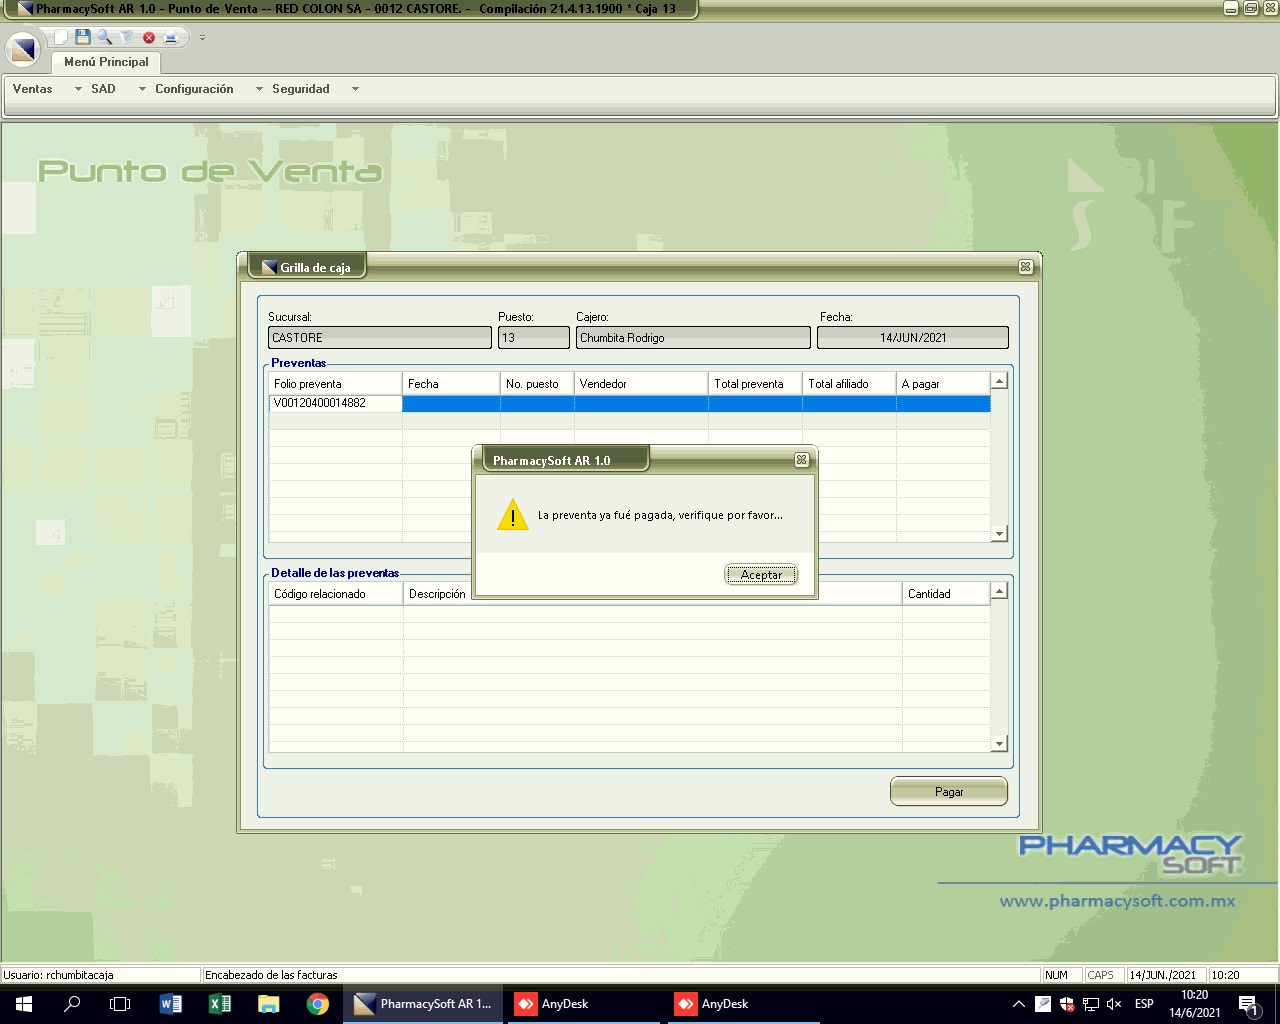 PharmacySoft AR 1.0 - Punto de Venta -- RED COLON SA - 0012 CASTORE. - Compilación 21.4.13.1900 * Caja 13
Menú Principal
Ventas SAD Configuración Seguridad
Punto de Venta
Grilla de caja
Sucursal: Puesto: Cajero: Fecha:
CASTORE 13 Chumbita Rodrigo 14/JUN/2021
Preventas
Folio preventa Fecha No. puesto Vendedor Total preventa Total afiliado A pagar
V00120400014882
PharmacySoft AR 1.0
La preventa ya fué pagada, verifique por favor...
Aceptar
Detalle de las preventas
Código relacionado Descripción Cantidad
Pagar
PHARMACY
SOFT
www.pharmacysoft.com.mx
Usuario: rchumbitacaja Encabezado de las facturas NUM CAPS 14/JUN./2021 10:20
PharmacySoft AR 1... AnyDesk AnyDesk ESP 10:20
14/6/2021 1